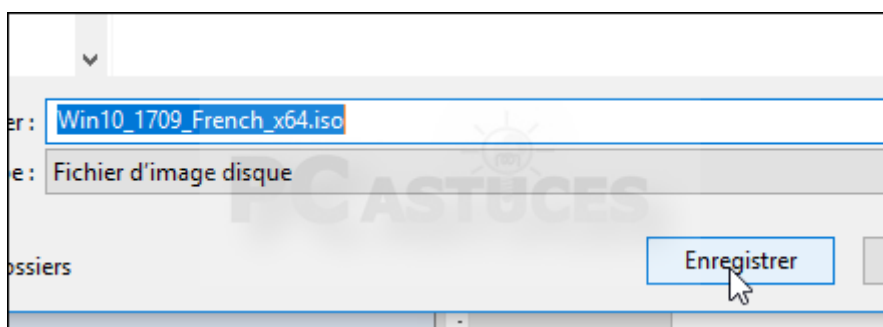 er : Win10_1709_French_x64.iso
e : Fichier d'image disque
PC ASTUCES
ossiers
Enregistrer